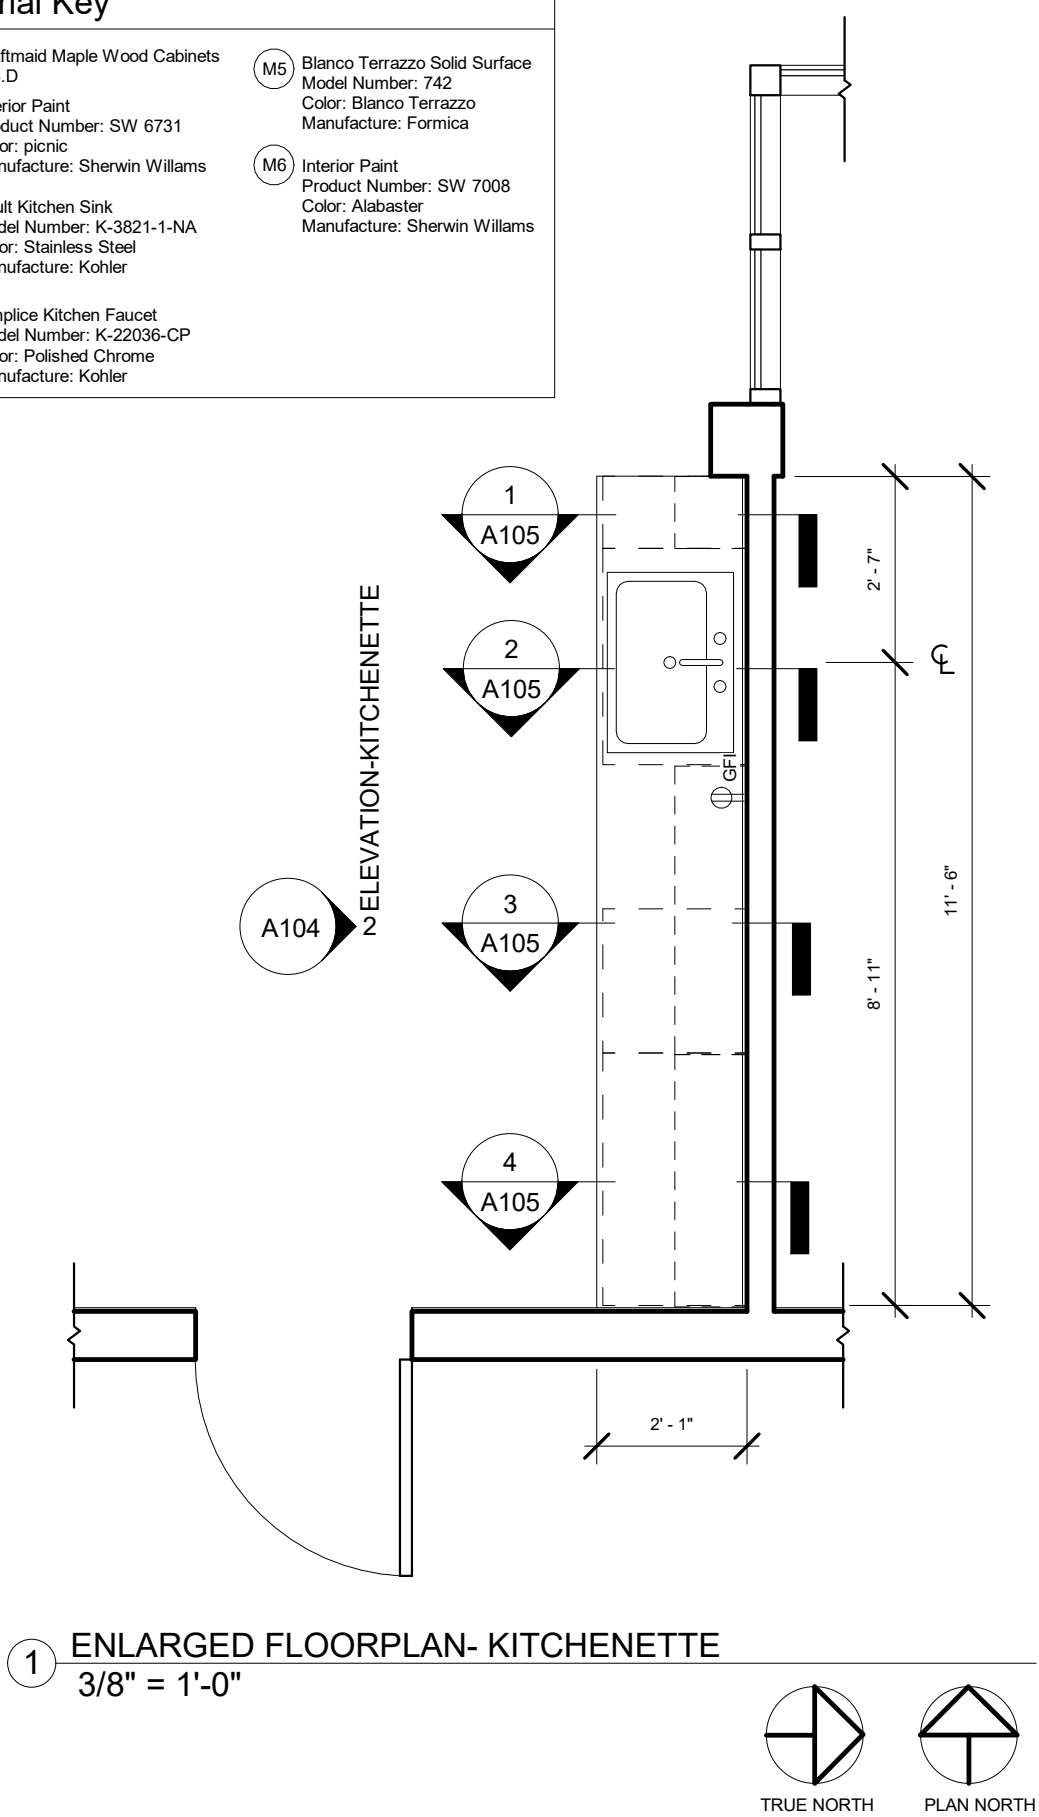 rial Key
ftmaid Maple Wood Cabinets
.D
erior Paint
duct Number: SW 6731
or: picnic
nufacture: Sherwin Willams
ult Kitchen Sink
del Number: K-3821-1-NA
or: Stainless Steel
nufacture: Kohler
nplice Kitchen Faucet
del Number: K-22036-CP
or: Polished Chrome
nufacture: Kohler
M5
Blanco Terrazzo Solid Surface
Model Number: 742
Color: Blanco Terrazzo
Manufacture: Formica
M6
Interior Paint
Product Number: SW 7008
Color: Alabaster
Manufacture: Sherwin Willams
1
A105
2
A105
2' - 7"
CL
GFI
ELEVATION-KITCHENETTE
A104
2
3
A105
11' - 6"
8' - 11"
4
A105
2' - 1"
1
ENLARGED FLOORPLAN- KITCHENETTE
3/8" = 1'-0"
TRUE NORTH
PLAN NORTH